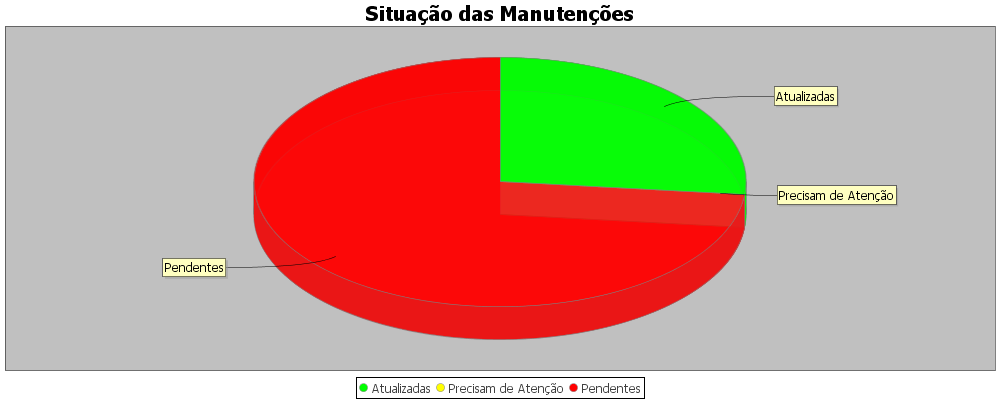 Situação das Manutenções
Atualizadas
Precisam de Atenção
Pendentes
Atualizadas Precisam de Atenção Pendentes